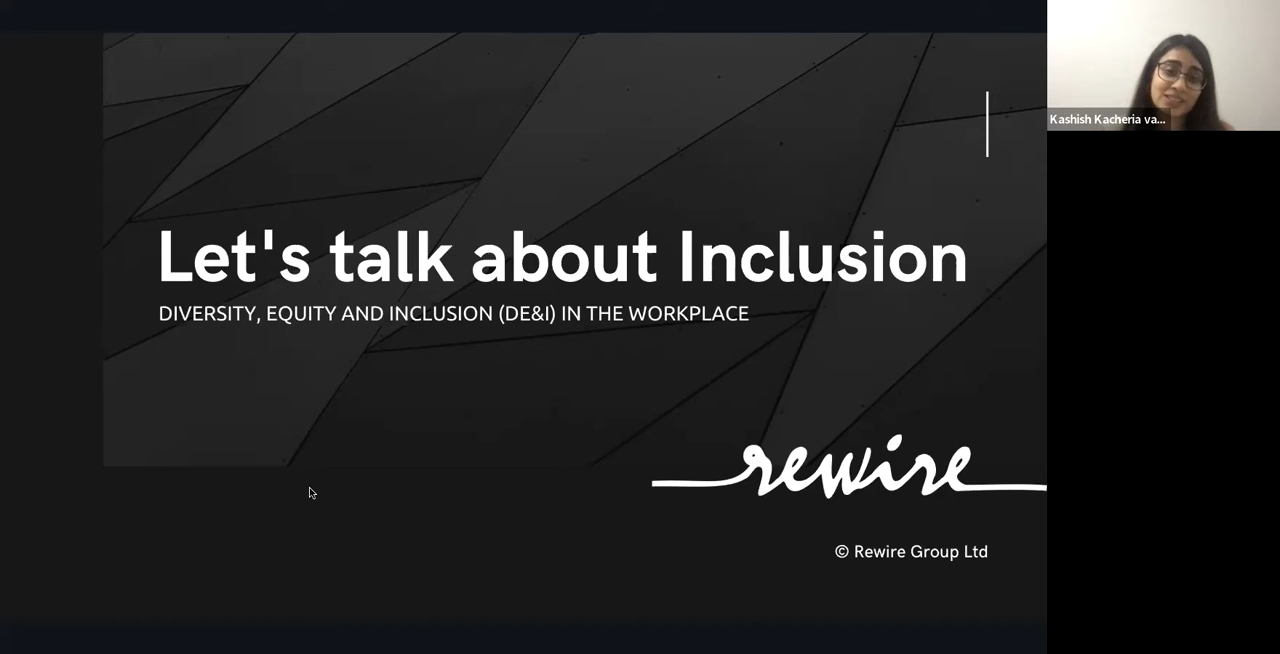 Let's talk about Inclusion
DIVERSITY, EQUITY AND INCLUSION (DE&I) IN THE WORKPLACE
rewire
© Rewire Group Ltd
Kashish Kacheria va...